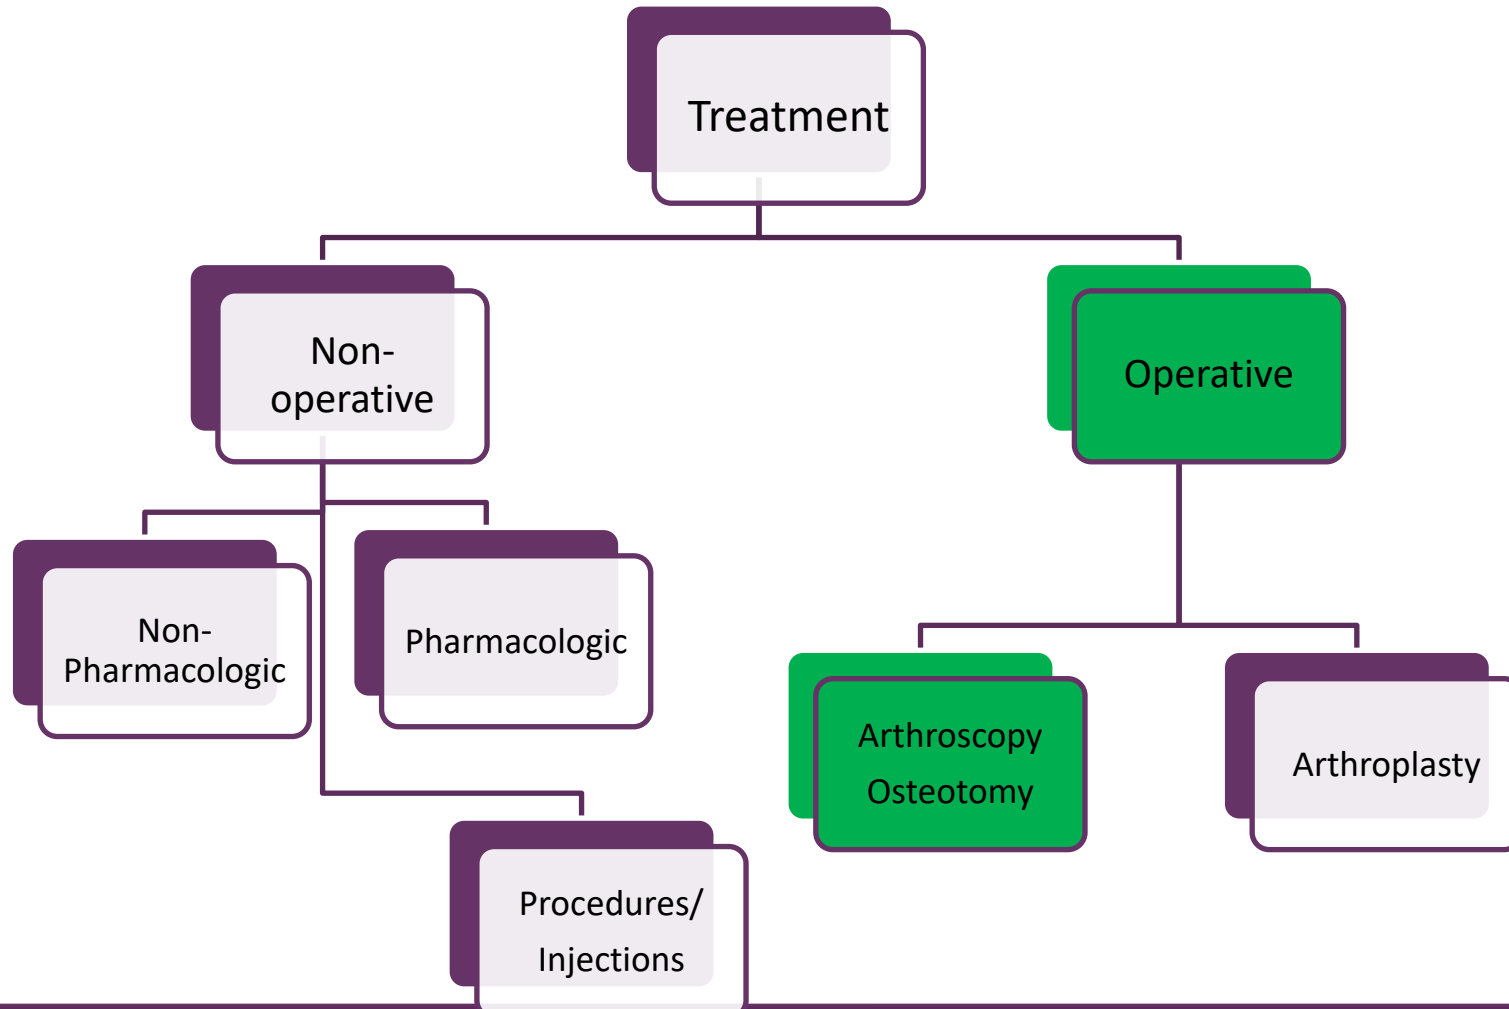 Treatment
Non-
operative
Operative
Non-
Pharmacologic
Pharmacologic
Procedures/
Injections
Arthroscopy
Osteotomy
Arthroplasty